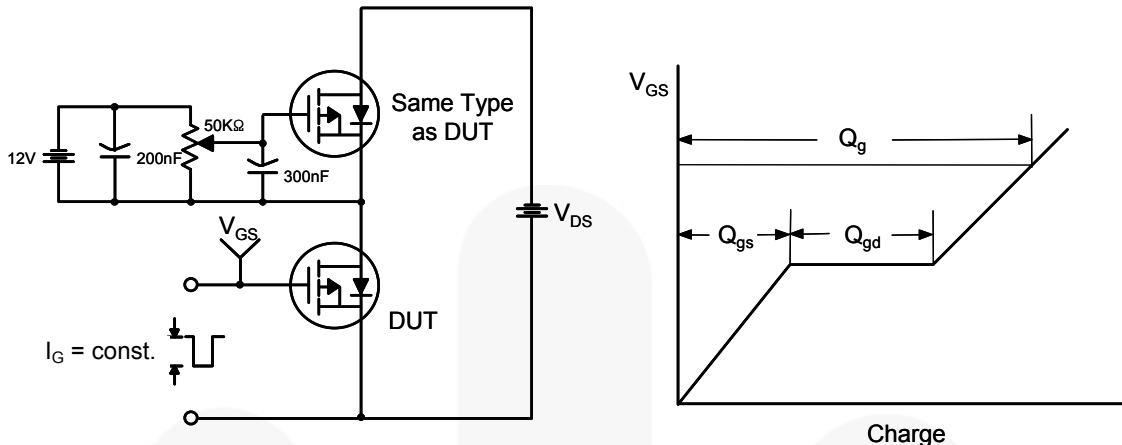 Same Type
as DUT
50KΩ
12V
200nF
300nF
V_GS
V_DS
DUT
I_G = const.
V_GS
Q_g
Q_gs
Q_gd
Charge